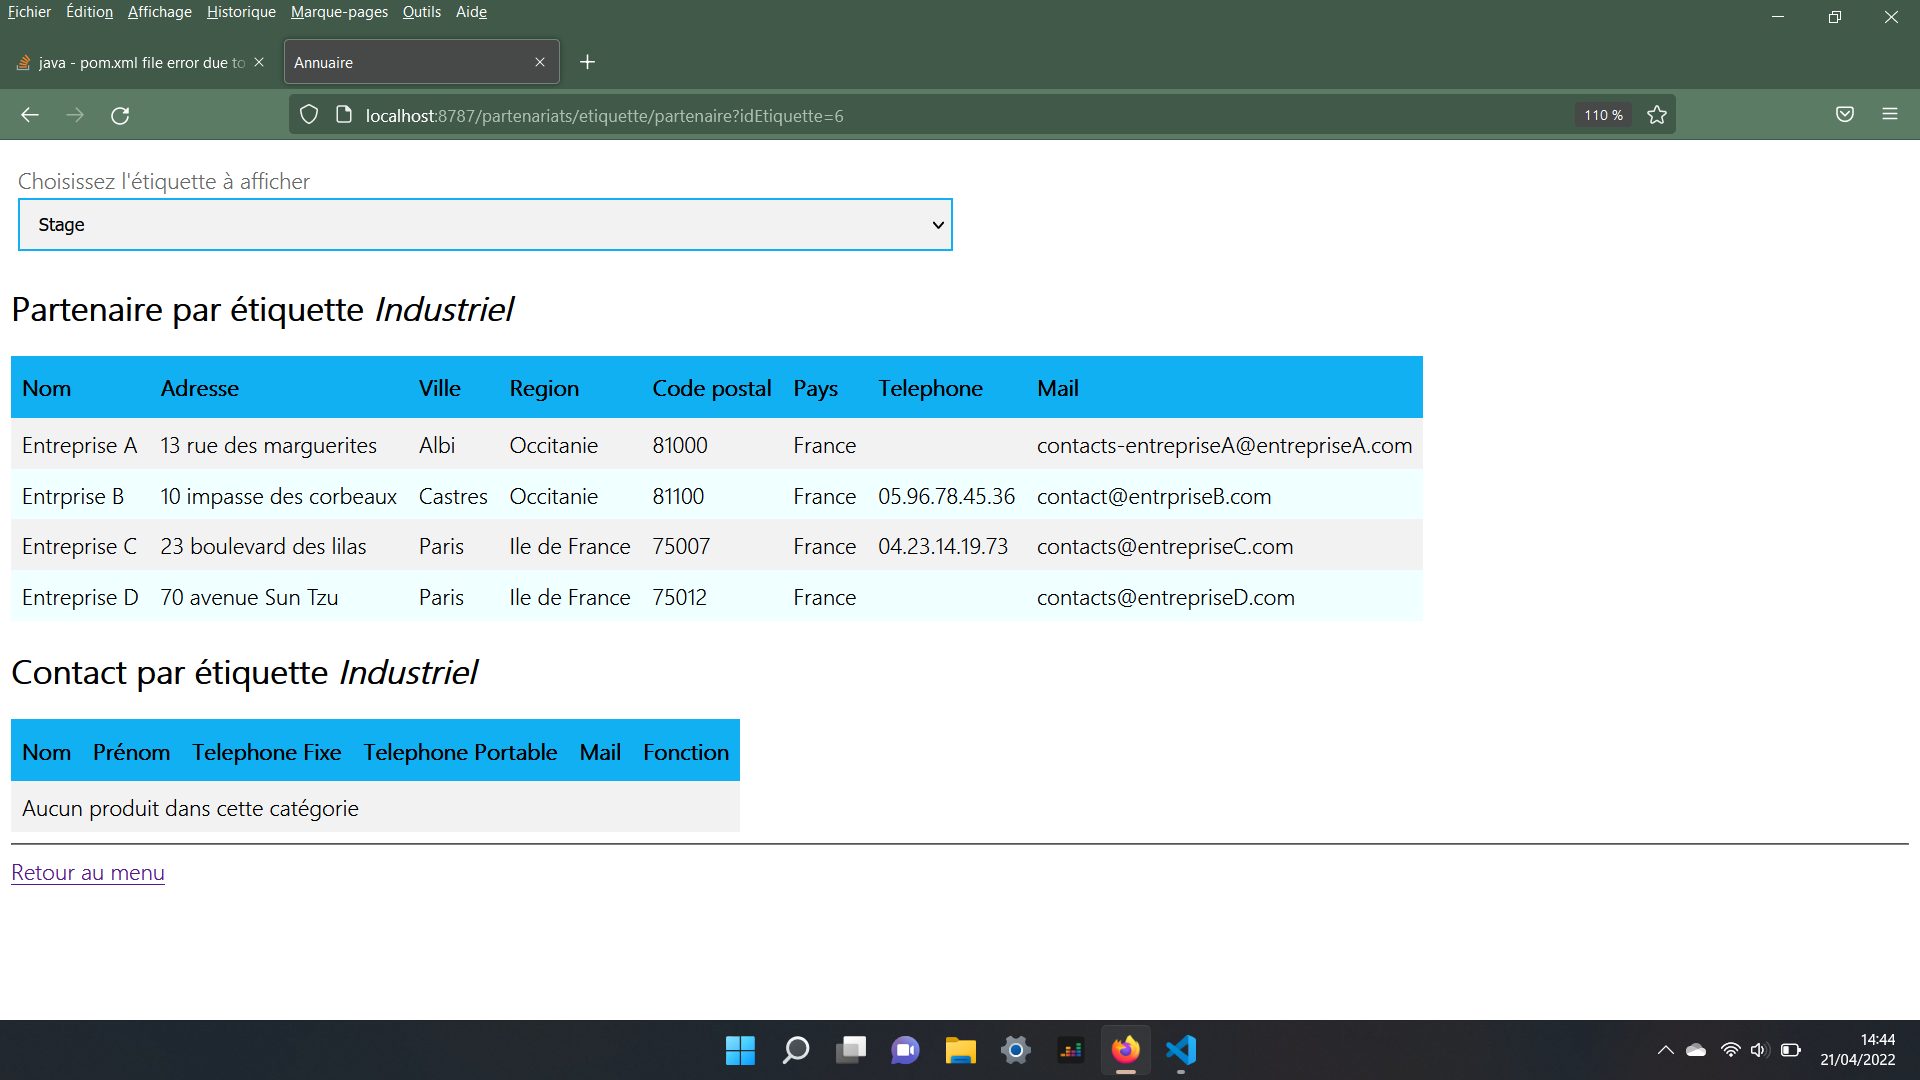 Fichier Édition Affichage Historique Marque-pages Outils Aide
java - pom.xml file error due to
Annuaire
localhost:8787/partenariats/etiquette/partenaire?idEtiquette=6
110 %
Choisissez l'étiquette à afficher
Stage
Partenaire par étiquette Industriel
Nom Adresse Ville Region Code postal Pays Telephone Mail
Entreprise A 13 rue des marguerites Albi Occitanie 81000 France contacts-entrepriseA@entrepriseA.com
Entrprise B 10 impasse des corbeaux Castres Occitanie 81100 France 05.96.78.45.36 contact@entrpriseB.com
Entreprise C 23 boulevard des lilas Paris Ile de France 75007 France 04.23.14.19.73 contacts@entrepriseC.com
Entreprise D 70 avenue Sun Tzu Paris Ile de France 75012 France contacts@entrepriseD.com
Contact par étiquette Industriel
Nom Prénom Telephone Fixe Telephone Portable Mail Fonction
Aucun produit dans cette catégorie
Retour au menu
14:44
21/04/2022